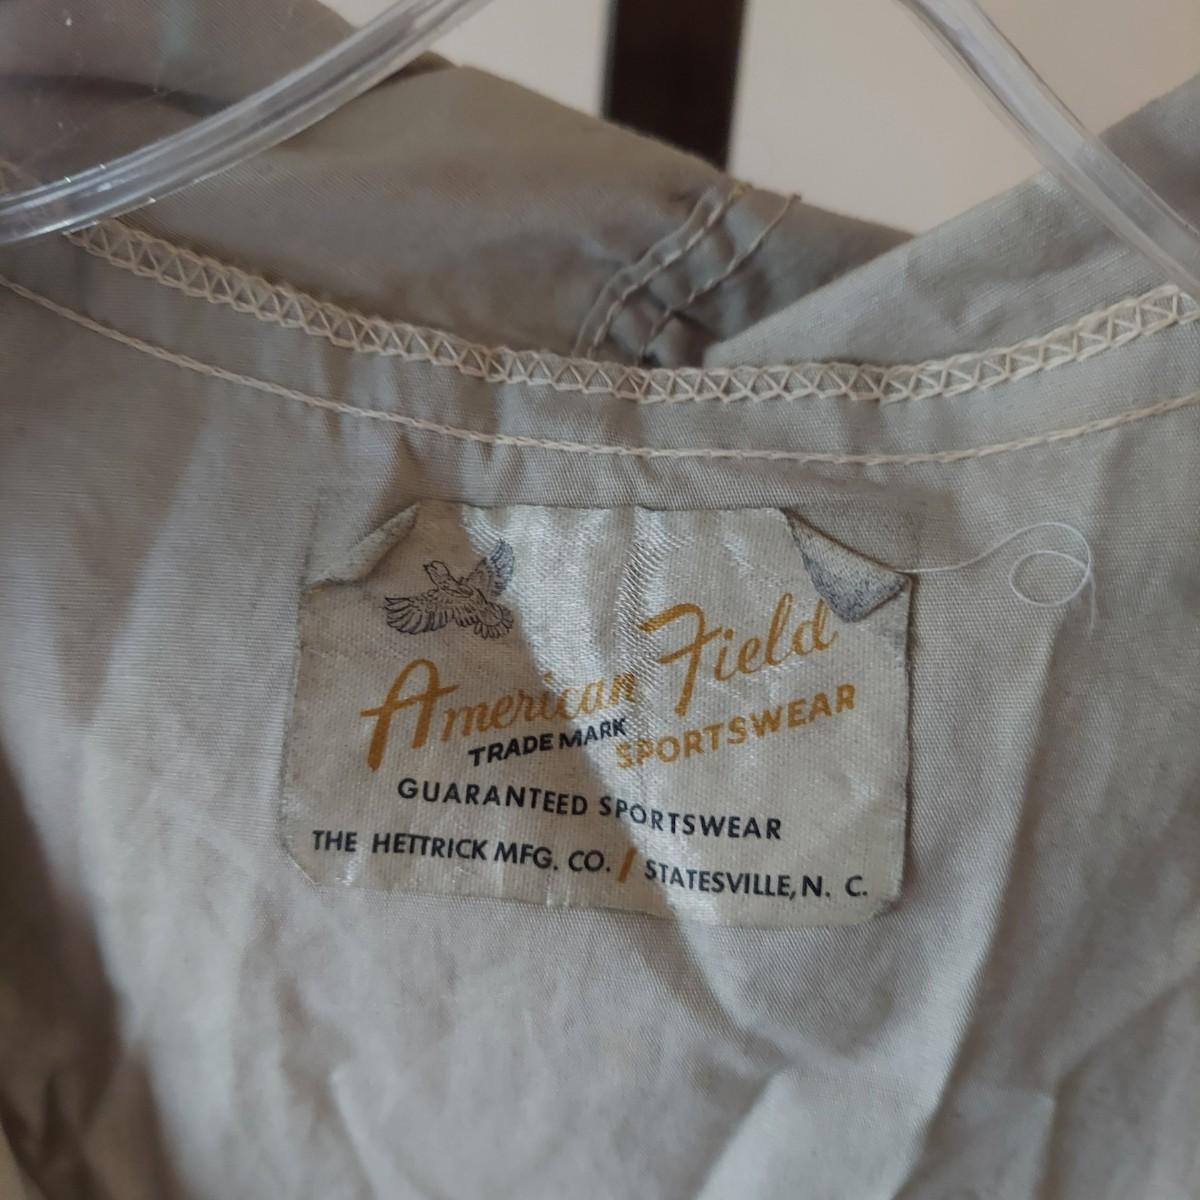 American Field
TRADE MARK SPORTSWEAR
GUARANTEED SPORTSWEAR
THE HETTRICK MFG. CO. / STATESVILLE, N. C.